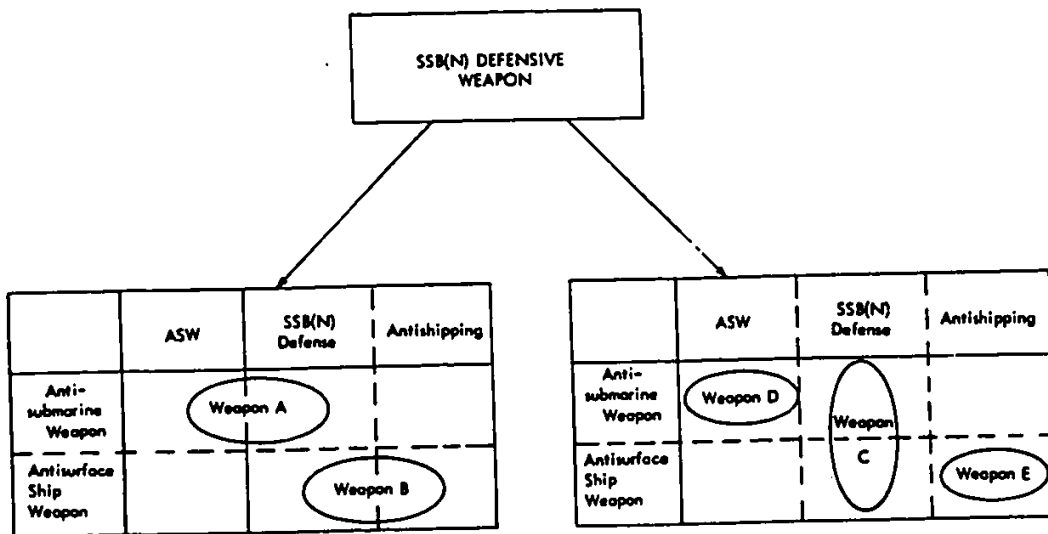 SSB(N) DEFENSIVE
WEAPON
ASW
SSB(N)
Defense
Antishipping
Anti-
submarine
Weapon
Weapon A
Antisurface
Ship
Weapon
Weapon B
ASW
SSB(N)
Defense
Antishipping
Anti-
submarine
Weapon
Weapon D
Weapon
C
Antisurface
Ship
Weapon
Weapon E